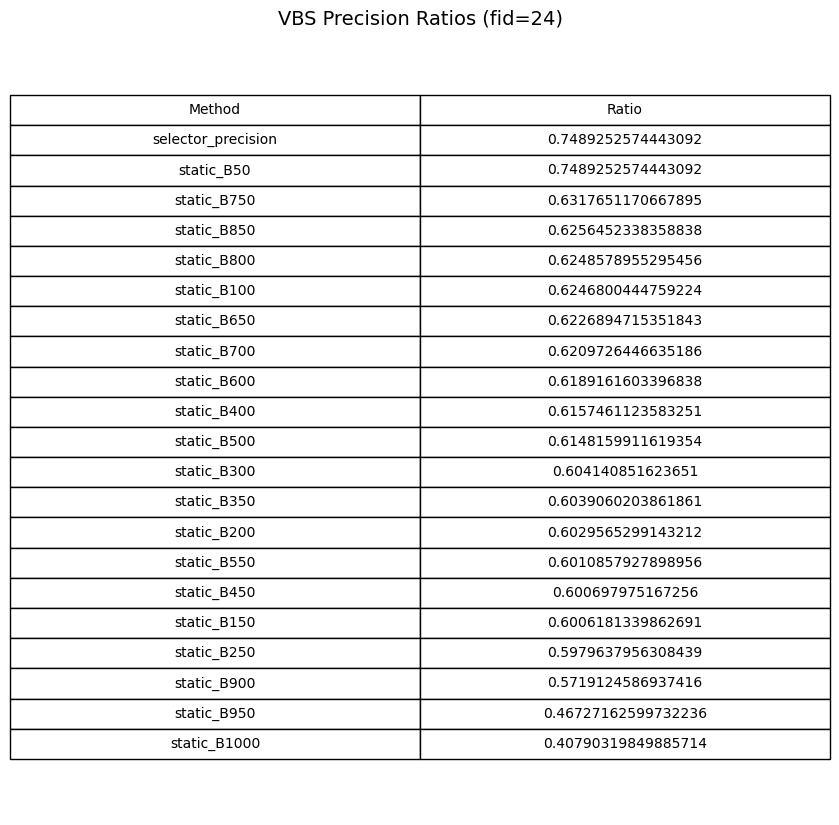 VBS Precision Ratios (fid=24)
Method Ratio
selector_precision 0.7489252574443092
static_B50 0.7489252574443092
static_B750 0.6317651170667895
static_B850 0.6256452338358838
static_B800 0.6248578955295456
static_B100 0.6246800444759224
static_B650 0.6226894715351843
static_B700 0.6209726446635186
static_B600 0.6189161603396838
static_B400 0.6157461123583251
static_B500 0.6148159911619354
static_B300 0.604140851623651
static_B350 0.6039060203861861
static_B200 0.6029565299143212
static_B550 0.6010857927898956
static_B450 0.600697975167256
static_B150 0.6006181339862691
static_B250 0.5979637956308439
static_B900 0.5719124586937416
static_B950 0.46727162599732236
static_B1000 0.40790319849885714